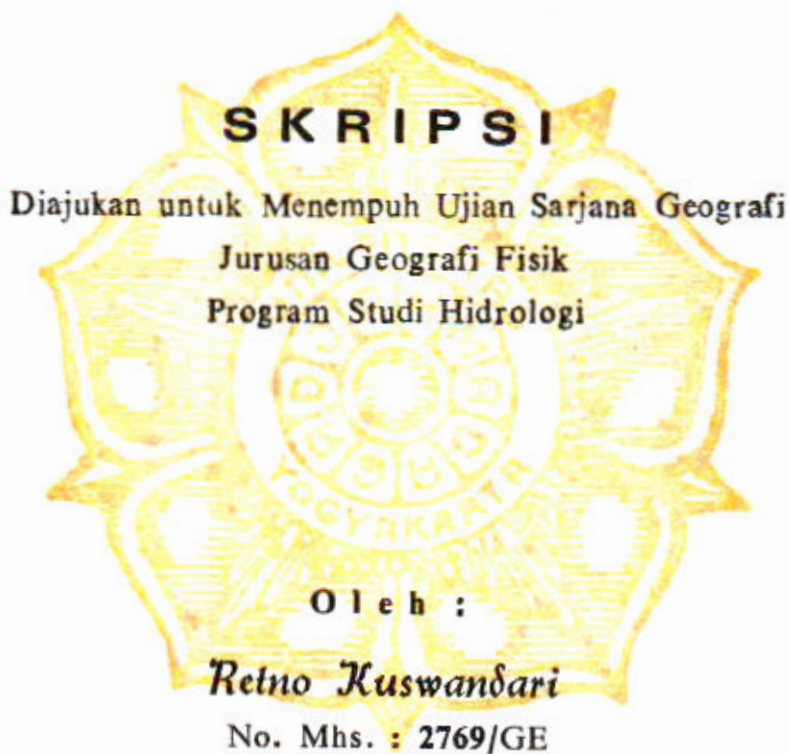 SKRIPSI
Diajukan untuk Menempuh Ujian Sarjana Geografi
Jurusan Geografi Fisik
Program Studi Hidrologi
YOGYAKARTA
Oleh :
Retno Kuswandari
No. Mhs. : 2769/GE